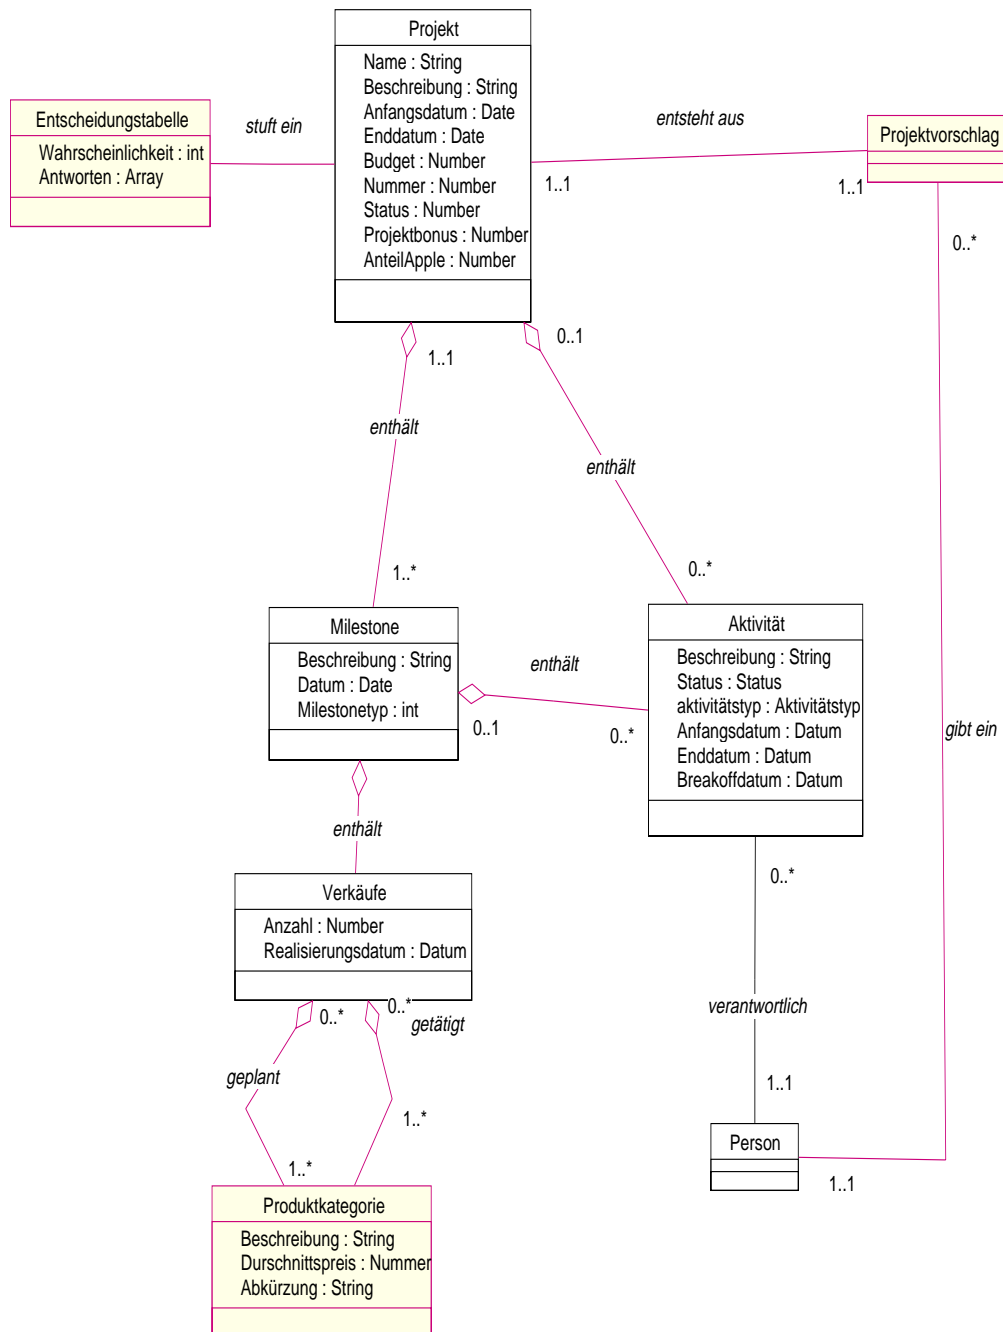 Projekt
Name : String
Beschreibung : String
Anfangsdatum : Date
Enddatum : Date
Budget : Number
Nummer : Number
Status : Number
Projektbonus : Number
AnteilApple : Number
Entscheidungstabelle
Wahrscheinlichkeit : int
Antworten : Array
stuft ein
entsteht aus
Projektvorschlag
1..1
1..1
0..*
1..1
0..1
enthält
enthält
1..*
0..*
Milestone
Beschreibung : String
Datum : Date
Milestonetyp : int
enthält
0..1
0..*
Aktivität
Beschreibung : String
Status : Status
aktivitätstyp : Aktivitätstyp
Anfangsdatum : Datum
Enddatum : Datum
Breakoffdatum : Datum
gibt ein
enthält
Verkäufe
Anzahl : Number
Realisierungsdatum : Datum
0..*
0..*
0..*
getätigt
verantwortlich
geplant
1..*
1..*
1..1
Person
1..1
Produktkategorie
Beschreibung : String
Durschnittspreis : Nummer
Abkürzung : String